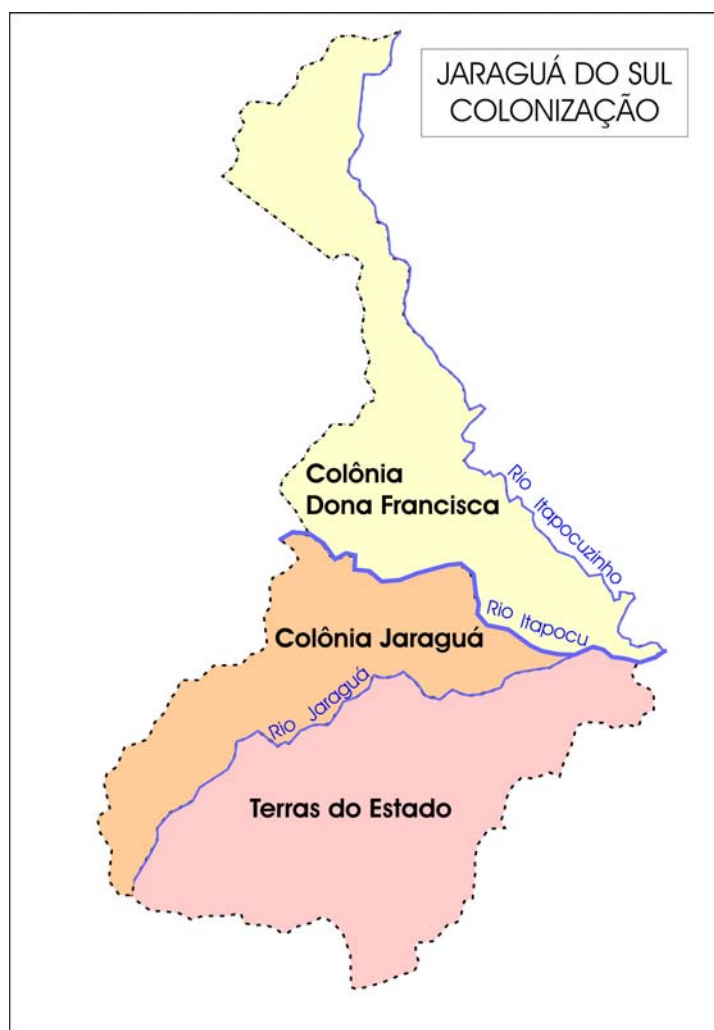 JARAGUÁ DO SUL
COLONIZAÇÃO
Colônia
Dona Francisca
Rio Itapocuzinho
Rio Itapocu
Colônia Jaraguá
Rio Jaraguá
Terras do Estado